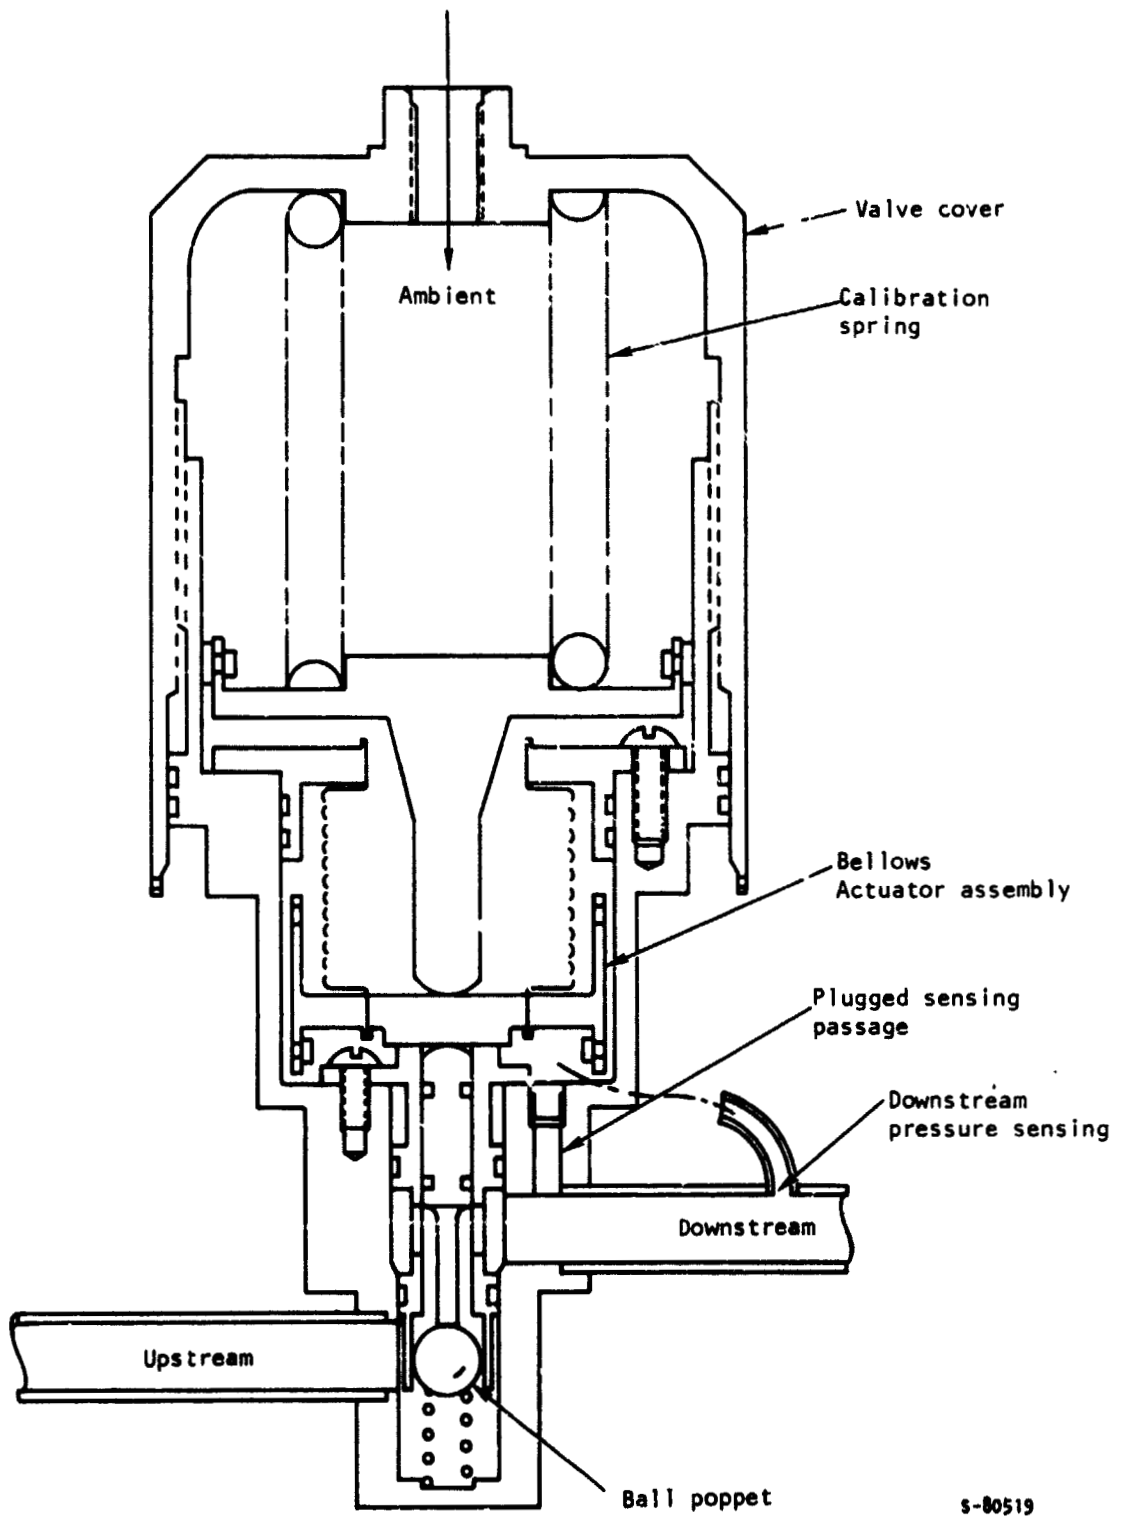 Valve cover
Ambient
Calibration
spring
Bellows
Actuator assembly
Plugged sensing
passage
Downstream
pressure sensing
Downstream
Upstream
Ball poppet
S-80519